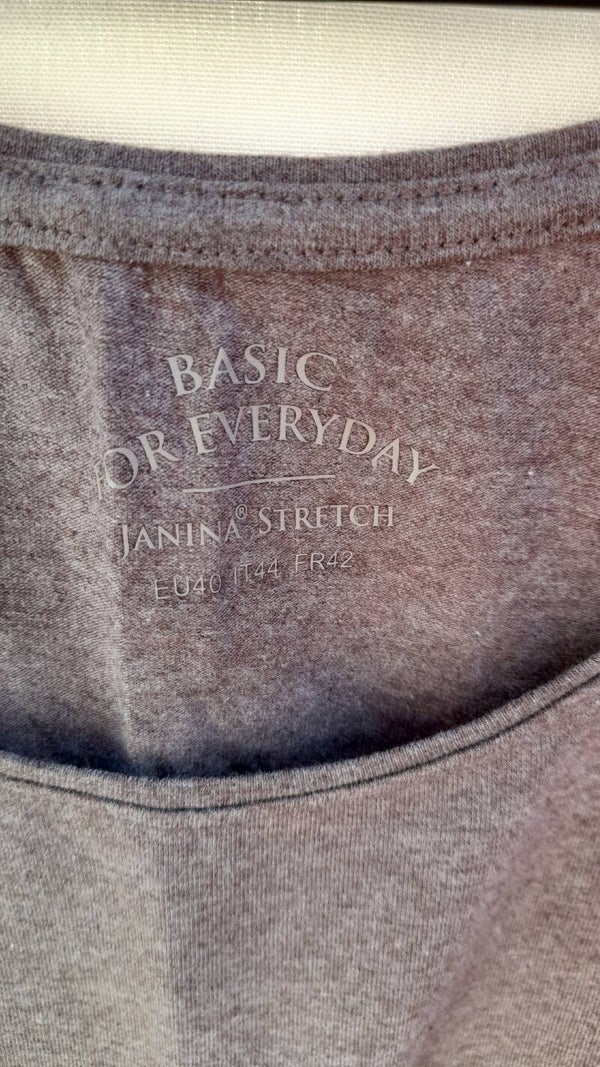 BASIC
FOR EVERYDAY
JANINA® STRETCH
EU40 IT44 FR42